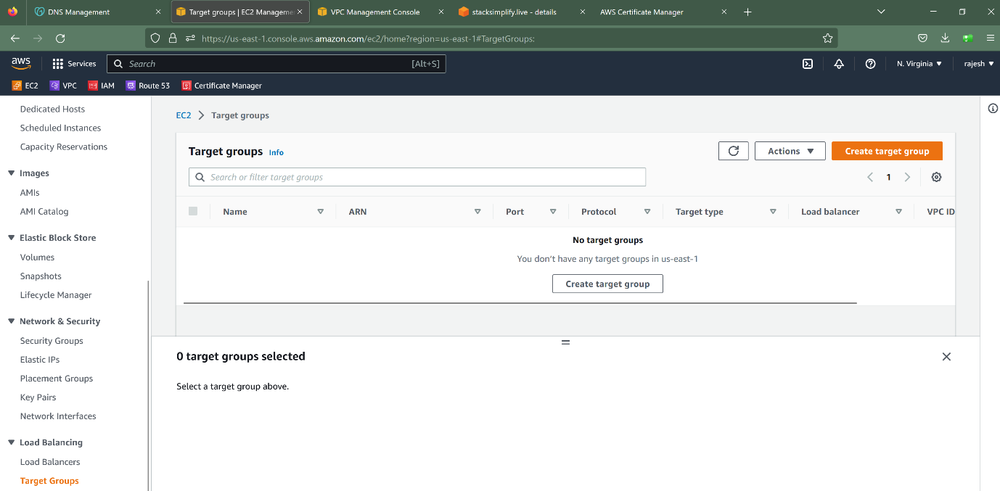 DNS Management
Target groups | EC2 Manageme
VPC Management Console
stacksimplify.live - details
AWS Certificate Manager
https://us-east-1.console.aws.amazon.com/ec2/home?region=us-east-1#TargetGroups:
aws
Services
Search
[Alt+S]
N. Virginia
rajesh
EC2
VPC
IAM
Route 53
Certificate Manager
Dedicated Hosts
Scheduled Instances
Capacity Reservations
Images
AMIs
AMI Catalog
Elastic Block Store
Volumes
Snapshots
Lifecycle Manager
Network & Security
Security Groups
Elastic IPs
Placement Groups
Key Pairs
Network Interfaces
Load Balancing
Load Balancers
Target Groups
EC2 > Target groups
Target groups Info
Actions
Create target group
Search or filter target groups
1
Name
ARN
Port
Protocol
Target type
Load balancer
VPC ID
No target groups
You don't have any target groups in us-east-1
Create target group
0 target groups selected
Select a target group above.